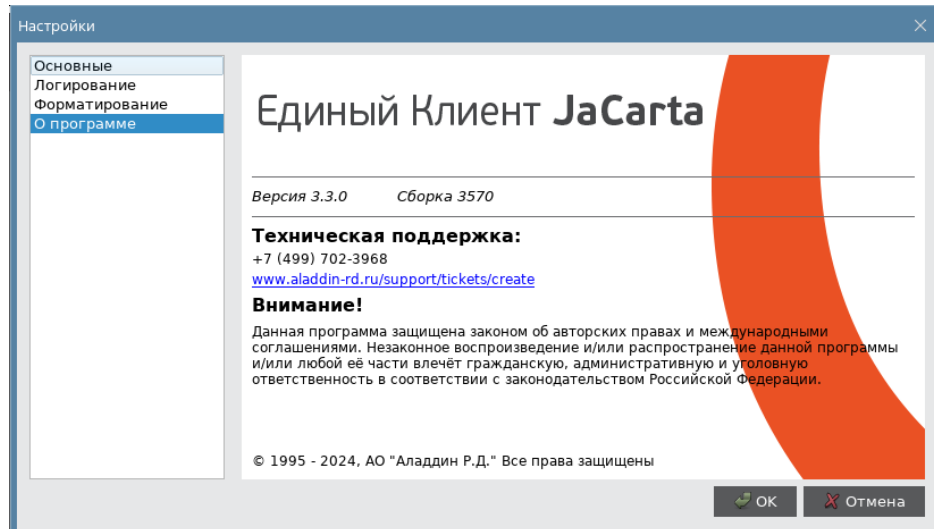 Настройки
Основные
Логирование
Форматирование
О программе
Единый Клиент JaCarta
Версия 3.3.0 Сборка 3570
Техническая поддержка:
+7 (499) 702-3968
www.aladdin-rd.ru/support/tickets/create
Внимание!
Данная программа защищена законом об авторских правах и международными
соглашениями. Незаконное воспроизведение и/или распространение данной программы
и/или любой её части влечёт гражданскую, административную и уголовную
ответственность в соответствии с законодательством Российской Федерации.
© 1995 - 2024, АО "Аладдин Р.Д." Все права защищены
OK Отмена